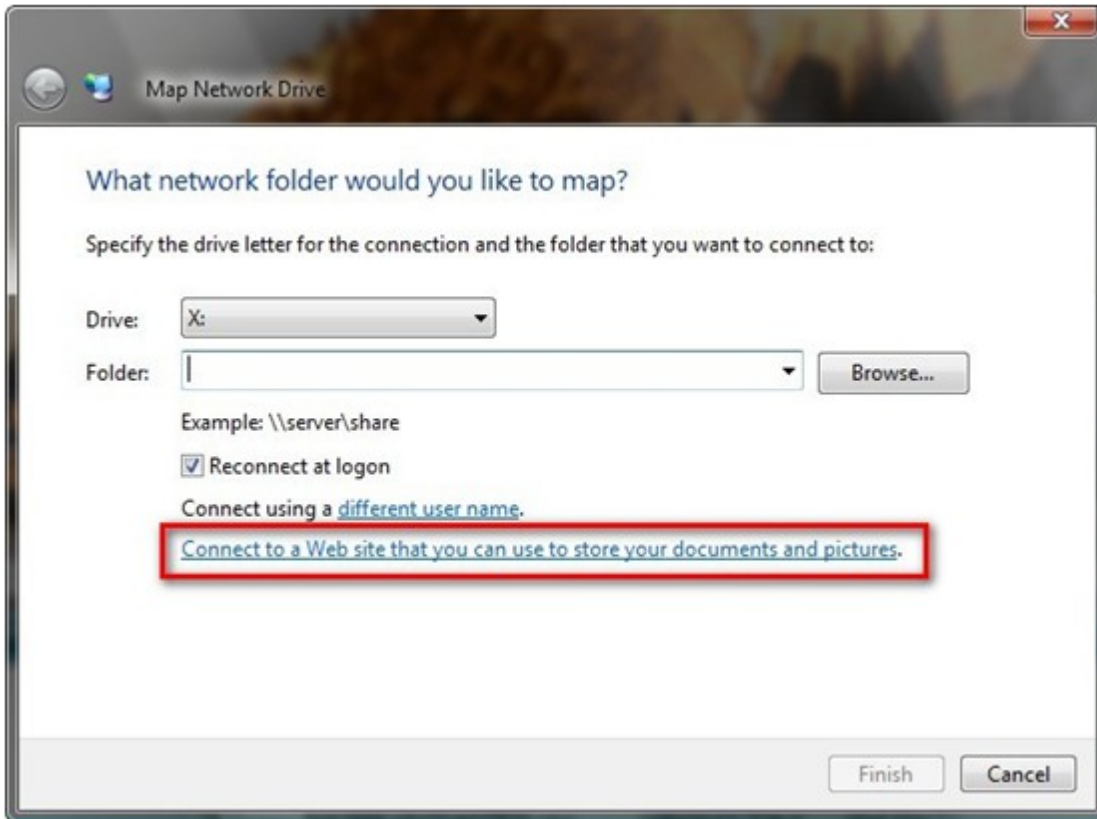 Map Network Drive
What network folder would you like to map?
Specify the drive letter for the connection and the folder that you want to connect to:
Drive: X:
Folder: Browse...
Example: \\server\share
Reconnect at logon
Connect using a different user name.
Connect to a Web site that you can use to store your documents and pictures.
Finish Cancel